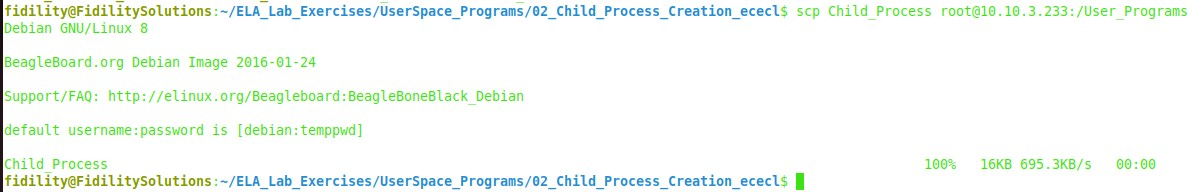 fidility@FidilitySolutions:~/ELA_Lab_Exercises/UserSpace_Programs/02_Child_Process_Creation_ececl$ scp Child_Process root@10.10.3.233:/User_Programs
Debian GNU/Linux 8
BeagleBoard.org Debian Image 2016-01-24
Support/FAQ: http://elinux.org/Beagleboard:BeagleBoneBlack_Debian
default username:password is [debian:temppwd]
Child_Process 100% 16KB 695.3KB/s 00:00
fidility@FidilitySolutions:~/ELA_Lab_Exercises/UserSpace_Programs/02_Child_Process_Creation_ececl$